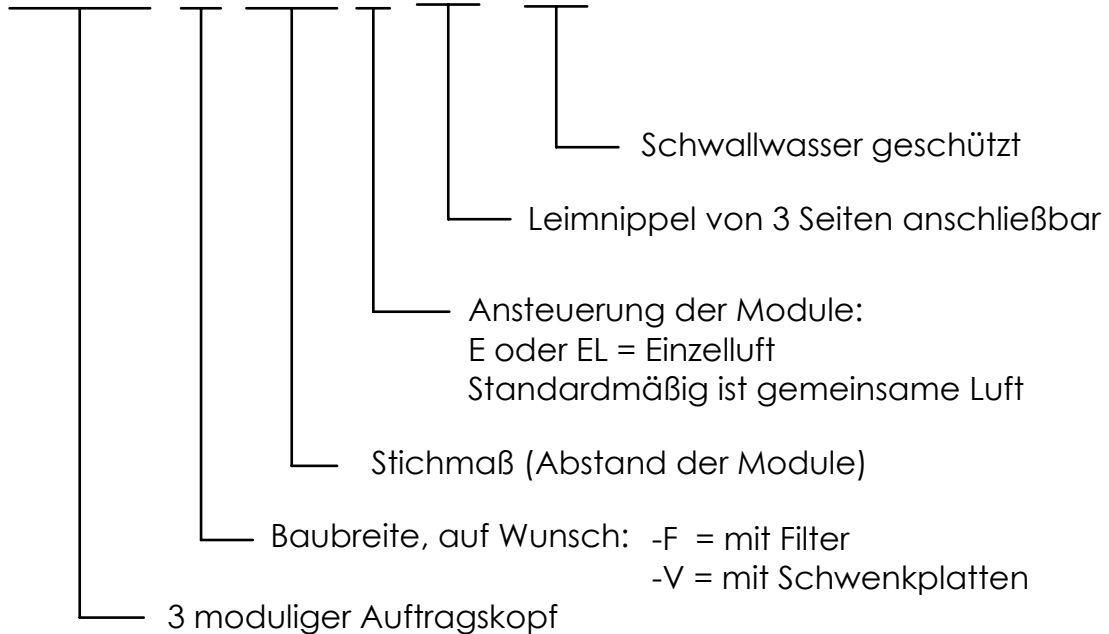 Schwallwasser geschützt
Leimnippel von 3 Seiten anschließbar
Ansteuerung der Module:
E oder EL = Einzelluft
Standardmäßig ist gemeinsame Luft
Stichmaß (Abstand der Module)
Baubreite, auf Wunsch: -F = mit Filter
-V = mit Schwenkplatten
3 moduliger Auftragskopf